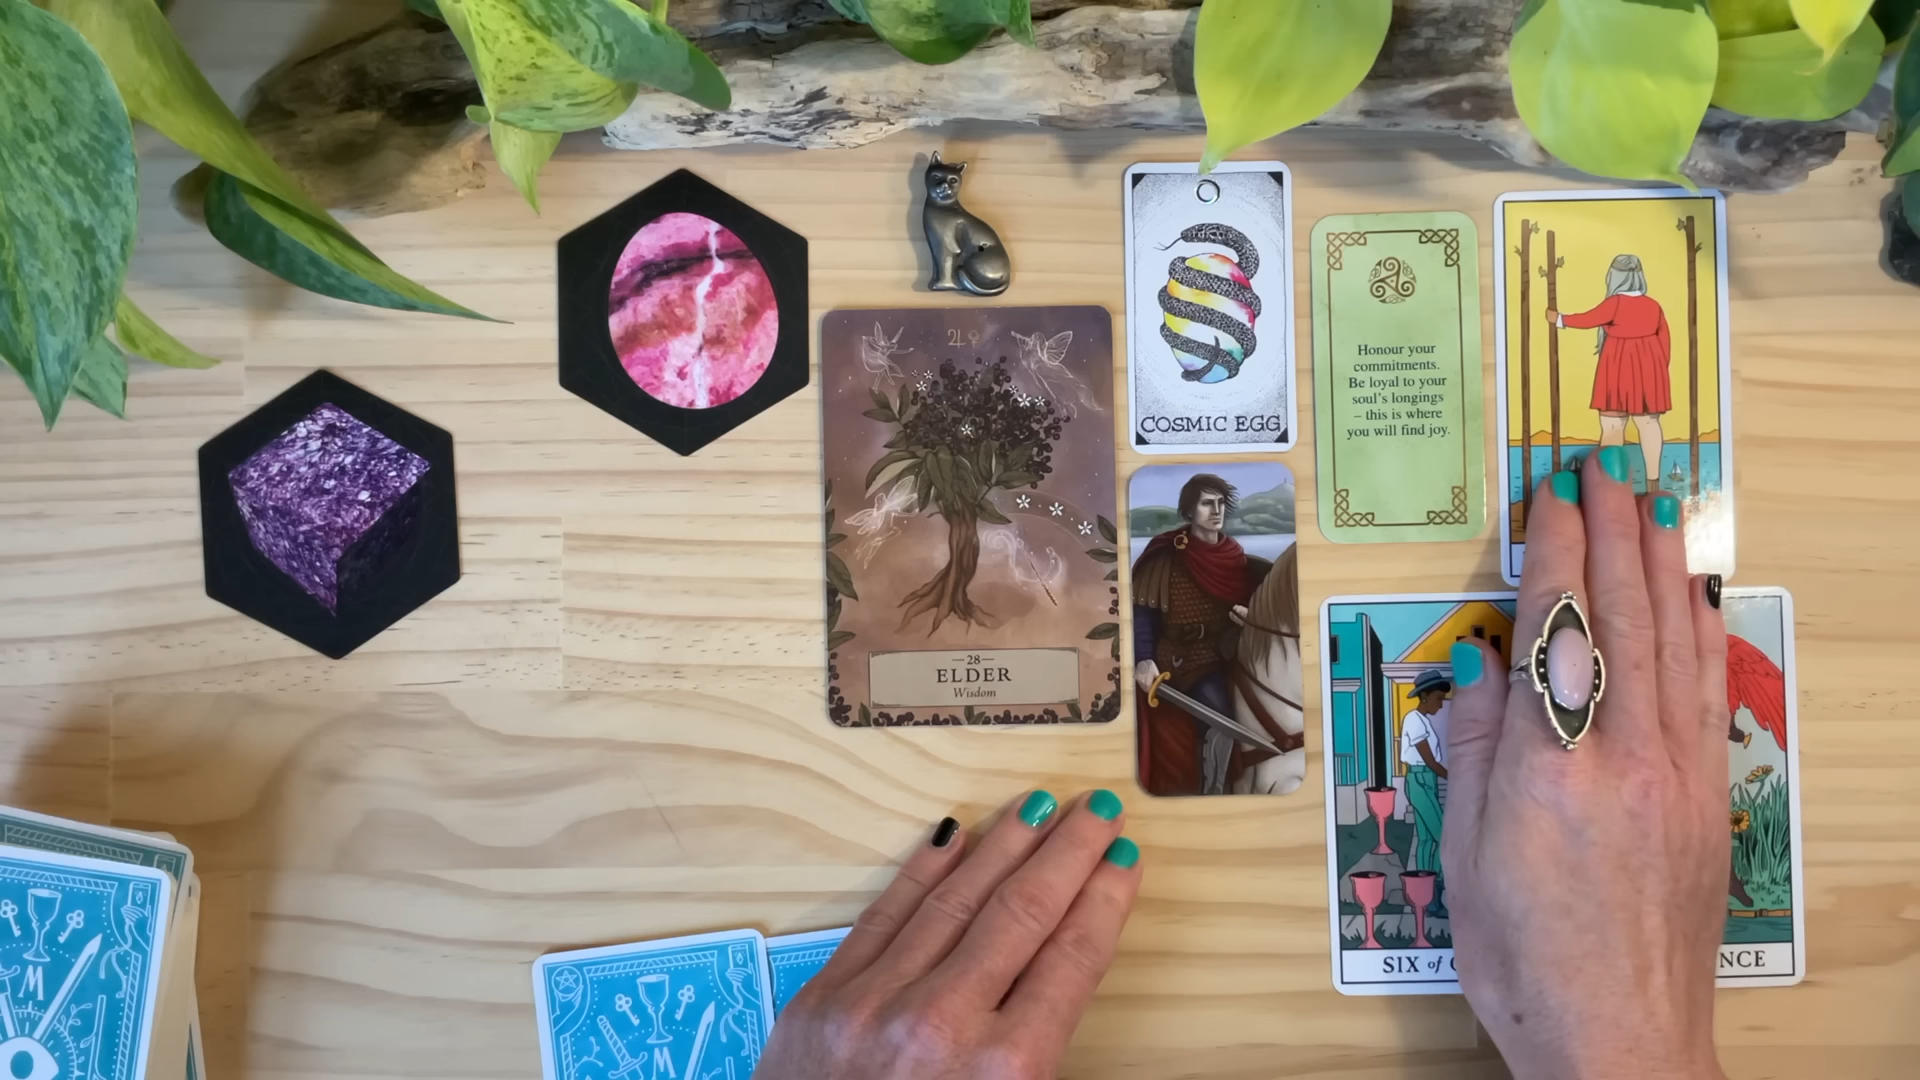 COSMIC EGG
Honour your
commitments.
Be loyal to your
soul's longings
– this is where
you will find joy.
—28—
ELDER
Wisdom
SIX of
NCE
M
M